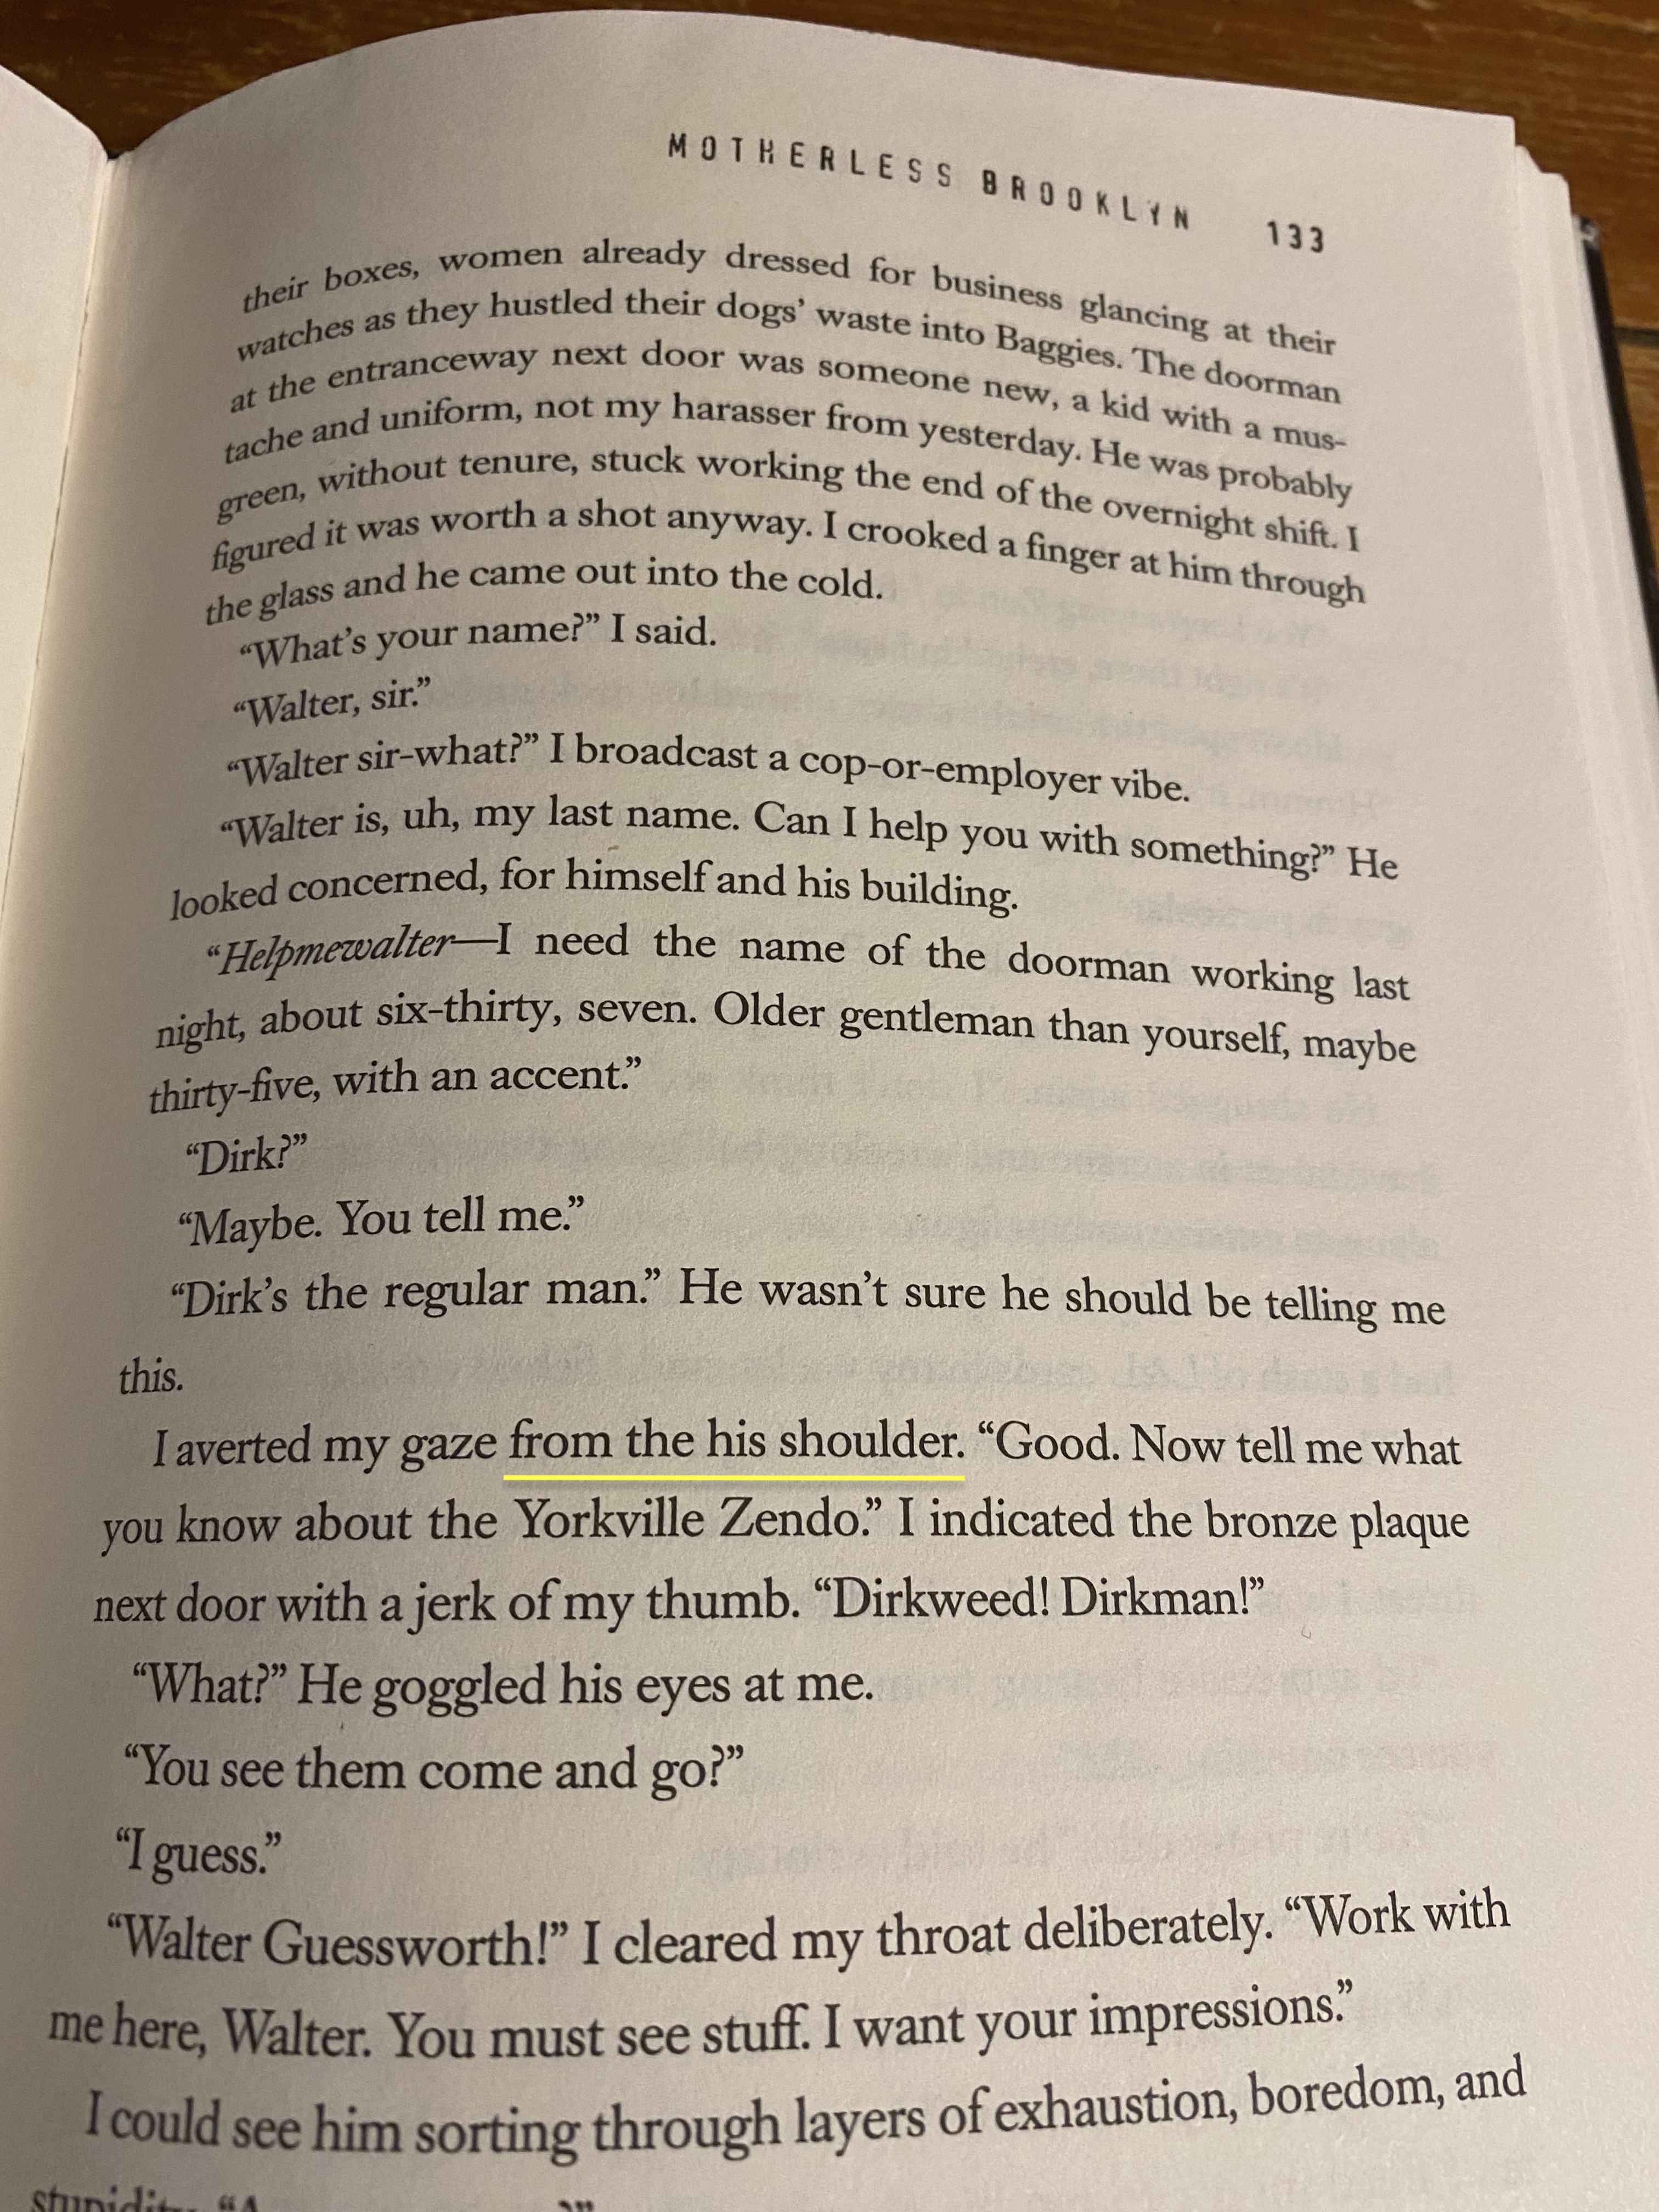 MOTHERLESS BROOKLYN 133
their boxes, women already dressed for business glancing at their
watches as they hustled their dogs’ waste into Baggies. The doorman
at the entranceway next door was someone new, a kid with a mus-
tache and uniform, not my harasser from yesterday. He was probably
green, without tenure, stuck working the end of the overnight shift. I
figured it was worth a shot anyway. I crooked a finger at him through
the glass and he came out into the cold.
“What’s your name?” I said.
“Walter, sir.”
“Walter sir-what?” I broadcast a cop-or-employer vibe.
“Walter is, uh, my last name. Can I help you with something?” He
looked concerned, for himself and his building.
“Helpmewalter—I need the name of the doorman working last
night, about six-thirty, seven. Older gentleman than yourself, maybe
thirty-five, with an accent.”
“Dirk?”
“Maybe. You tell me.”
“Dirk’s the regular man.” He wasn’t sure he should be telling me
this.
I averted my gaze from the his shoulder. “Good. Now tell me what
you know about the Yorkville Zendo.” I indicated the bronze plaque
next door with a jerk of my thumb. “Dirkweed! Dirkman!”
“What?” He goggled his eyes at me.
“You see them come and go?”
“I guess.”
“Walter Guessworth!” I cleared my throat deliberately. “Work with
me here, Walter. You must see stuff. I want your impressions.”
I could see him sorting through layers of exhaustion, boredom, and
stupidity. “A